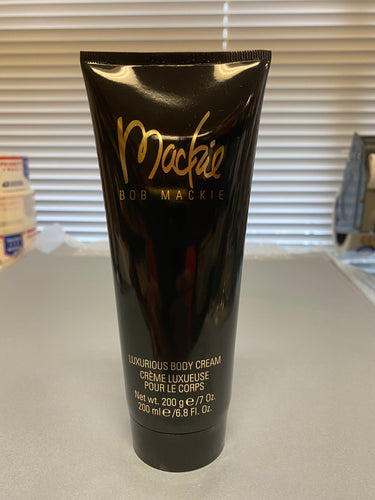 Mackie
BOB MACKIE
LUXURIOUS BODY CREAM
CRÈME LUXUEUSE
POUR LE CORPS
Net wt. 200 g e/7 Oz.
200 ml e/6.8 Fl. Oz.